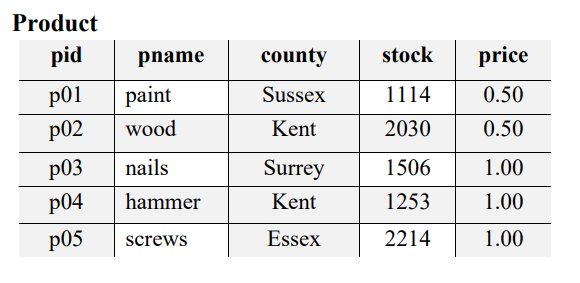 Product
pid pname county stock price
p01 paint Sussex 1114 0.50
p02 wood Kent 2030 0.50
p03 nails Surrey 1506 1.00
p04 hammer Kent 1253 1.00
p05 screws Essex 2214 1.00